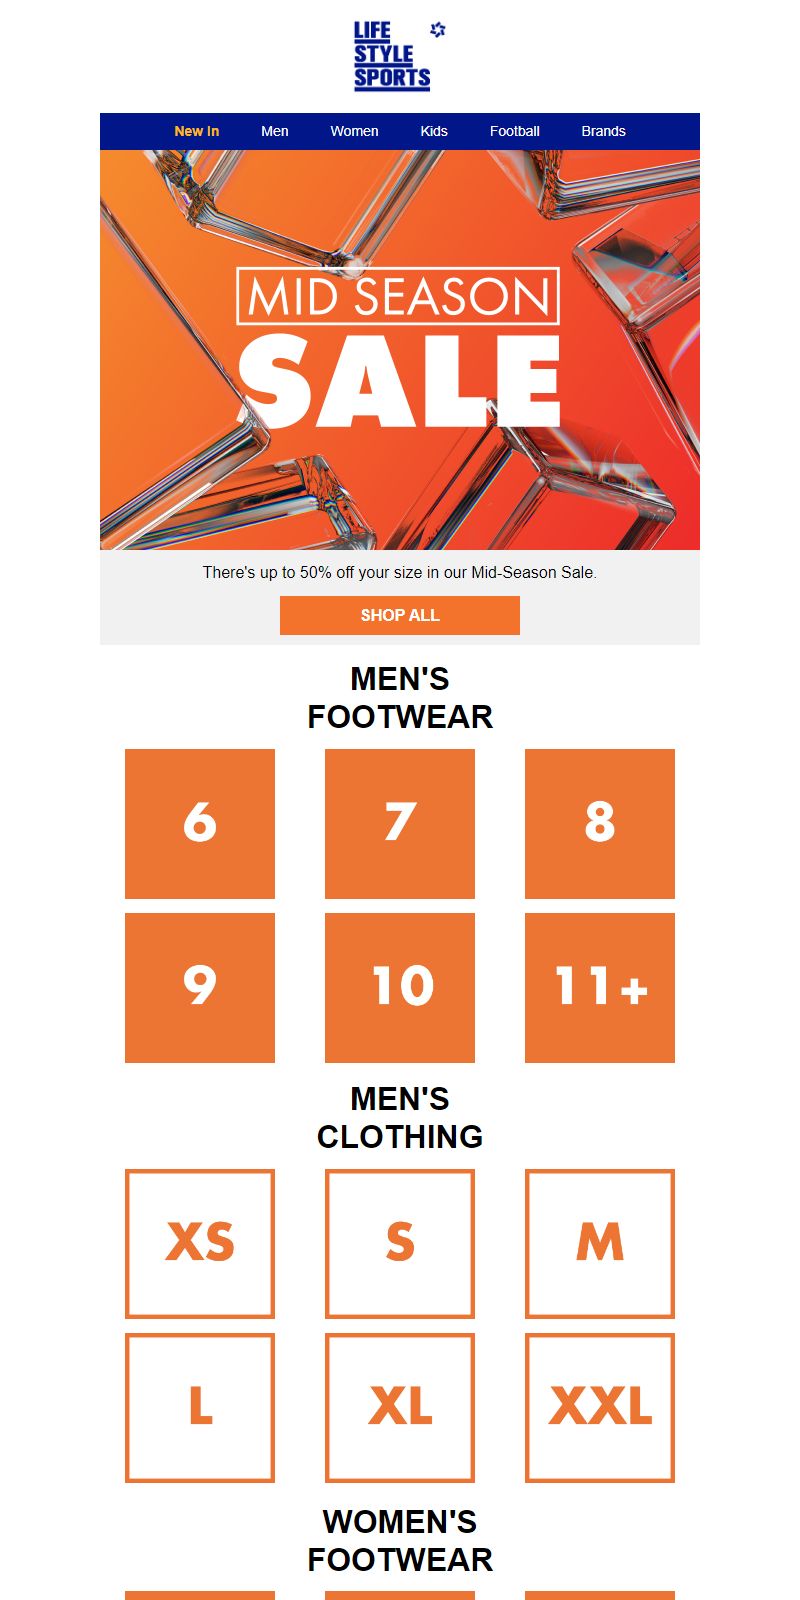 LIFE
STYLE
SPORTS
New In Men Women Kids Football Brands
MID SEASON
SALE
There's up to 50% off your size in our Mid-Season Sale.
SHOP ALL
MEN'S
FOOTWEAR
6 7 8
9 10 11+
MEN'S
CLOTHING
XS S M
L XL XXL
WOMEN'S
FOOTWEAR